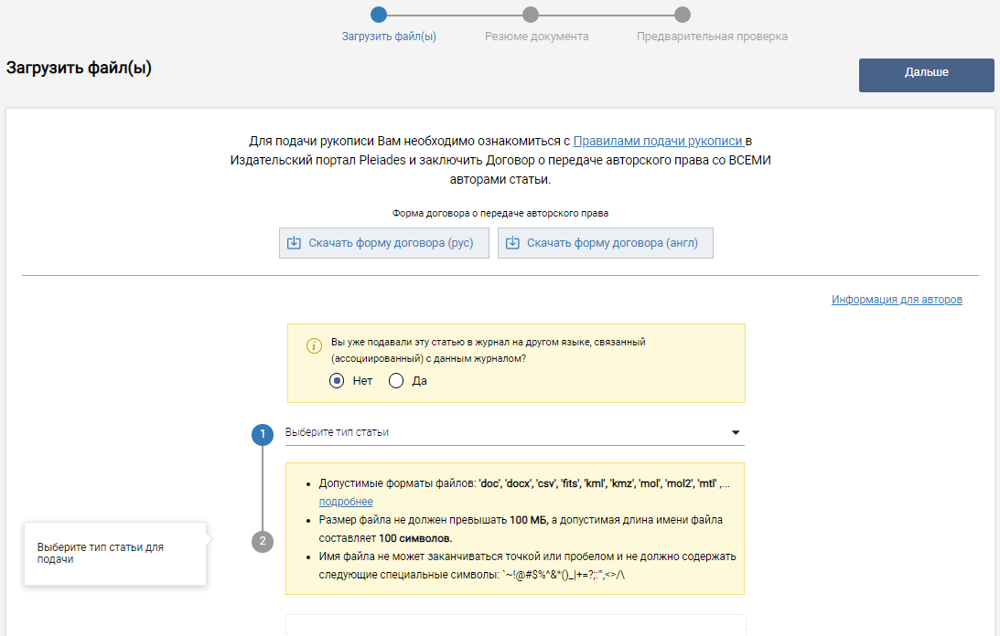 Загрузить файл(ы)
Резюме документа
Предварительная проверка
Загрузить файл(ы)
Дальше
Для подачи рукописи Вам необходимо ознакомиться с Правилами подачи рукописи в
Издательский портал Pleiades и заключить Договор о передаче авторского права со ВСЕМИ
авторами статьи.
Форма договора о передаче авторского права
Скачать форму договора (рус)
Скачать форму договора (англ)
Информация для авторов
Вы уже подавали эту статью в журнал на другом языке, связанный
(ассоциированный) с данным журналом?
Нет
Да
1
Выберите тип статьи
Допустимые форматы файлов: 'doc', 'docx', 'csv', 'fits', 'kml', 'kmz', 'mol', 'mol2', 'mtl' ,...
подробнее
Размер файла не должен превышать 100 МБ, а допустимая длина имени файла
составляет 100 символов.
Имя файла не может заканчиваться точкой или пробелом и не должно содержать
следующие специальные символы: `~!@#$%^&*()_|+=?;:'",<>/\
2
Выберите тип статьи для
подачи